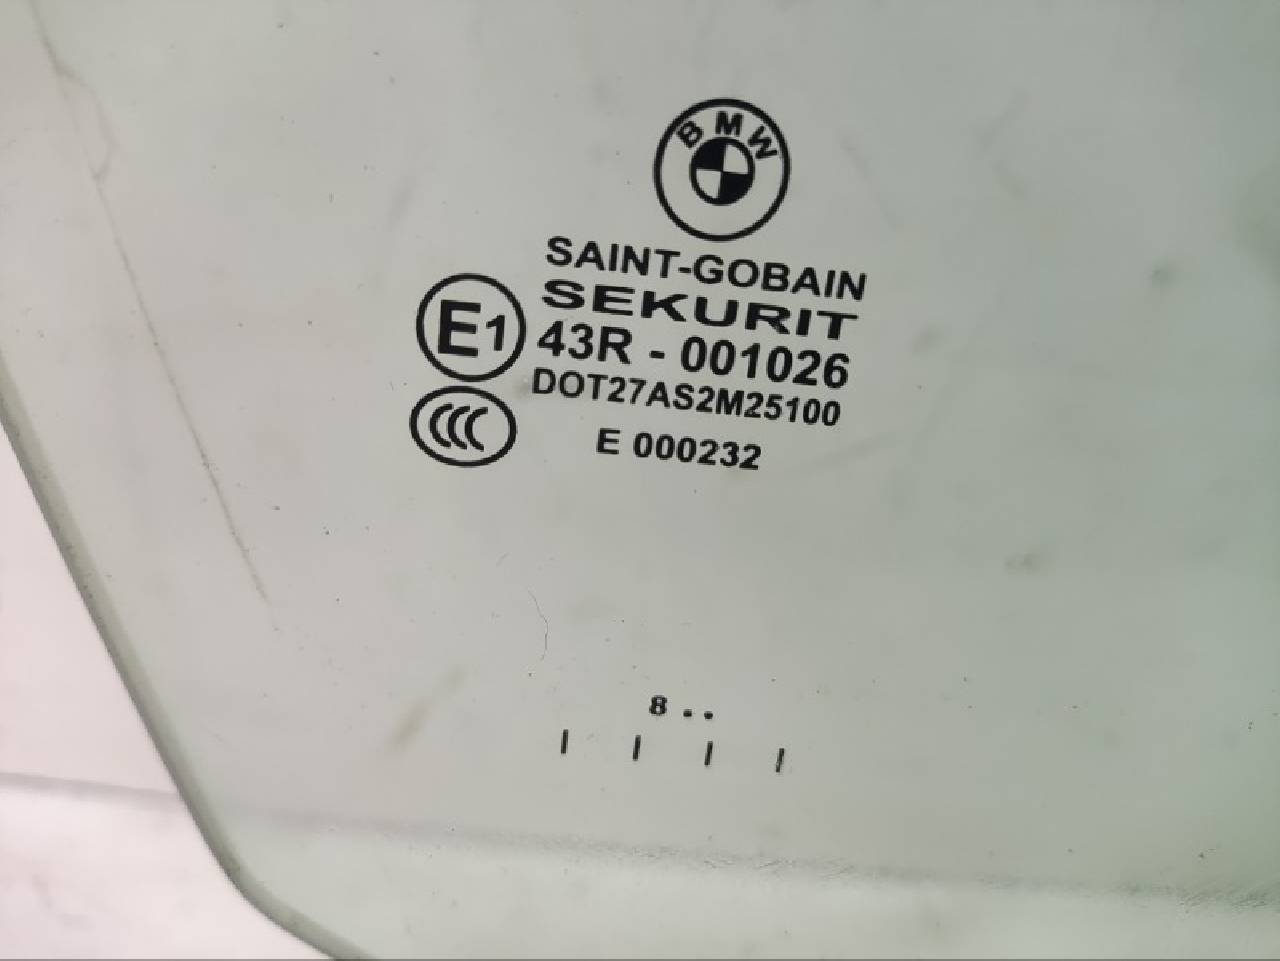 BMW
SAINT-GOBAIN
SEKURIT
E1 43R - 001026
DOT27AS2M25100
CCC E 000232
8 . .
| | | |